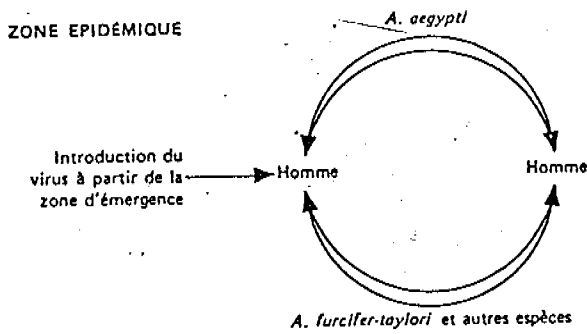 ZONE EPIDÉMIQUE
A. aegypti
Introduction du
virus à partir de la
zone d'émergence
Homme
Homme
A. furcifer-taylori et autres espèces